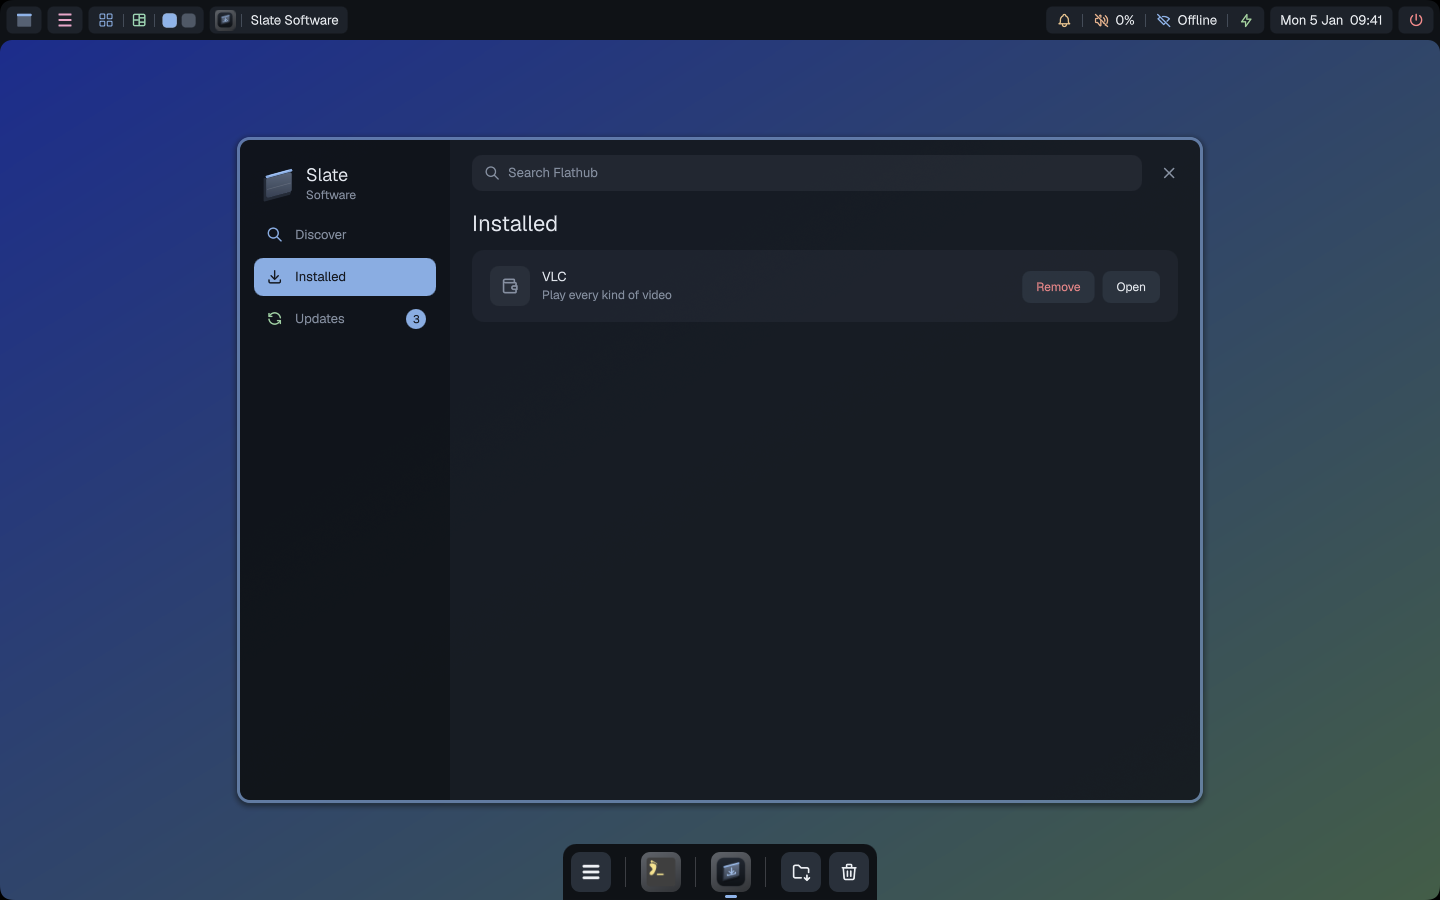 Slate Software
0%
Offline
Mon 5 Jan 09:41
Slate
Software
Search Flathub
Discover
Installed
Updates
3
Installed
VLC
Play every kind of video
Remove
Open